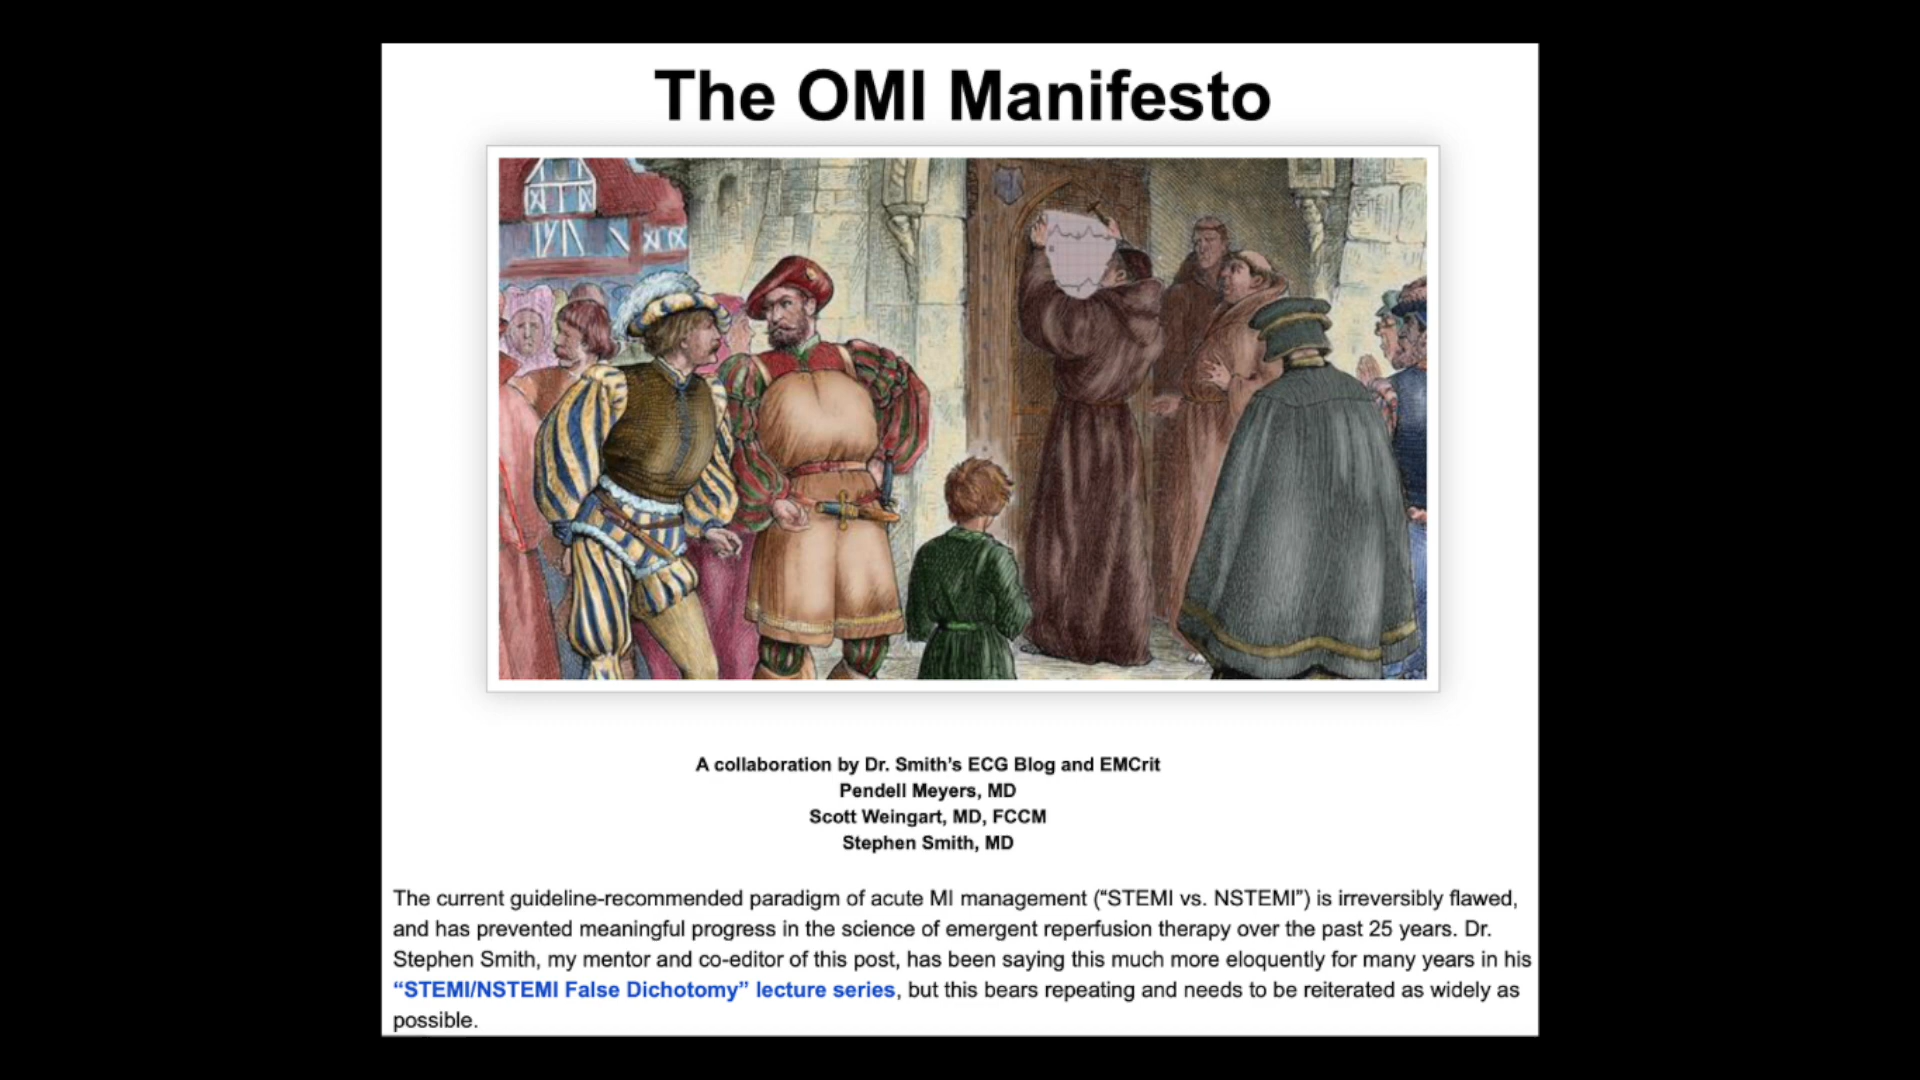 The OMI Manifesto
A collaboration by Dr. Smith’s ECG Blog and EMCrit
Pendell Meyers, MD
Scott Weingart, MD, FCCM
Stephen Smith, MD
The current guideline-recommended paradigm of acute MI management (“STEMI vs. NSTEMI”) is irreversibly flawed,
and has prevented meaningful progress in the science of emergent reperfusion therapy over the past 25 years. Dr.
Stephen Smith, my mentor and co-editor of this post, has been saying this much more eloquently for many years in his
“STEMI/NSTEMI False Dichotomy” lecture series, but this bears repeating and needs to be reiterated as widely as
possible.